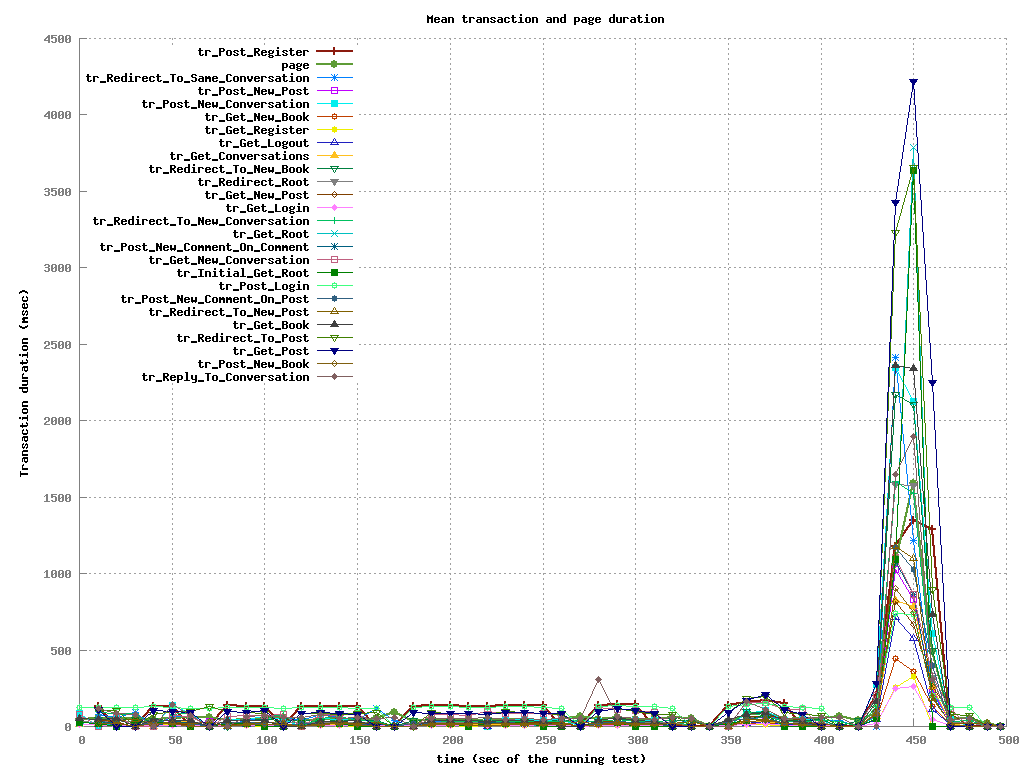 Mean transaction and page duration
4500
4000
3500
3000
2500
2000
1500
1000
500
0
Transaction duration (msec)
tr_Post_Register
page
tr_Redirect_To_Same_Conversation
tr_Post_New_Post
tr_Post_New_Conversation
tr_Get_New_Book
tr_Get_Register
tr_Get_Logout
tr_Get_Conversations
tr_Redirect_To_New_Book
tr_Redirect_Root
tr_Get_New_Post
tr_Get_Login
tr_Redirect_To_New_Conversation
tr_Get_Root
tr_Post_New_Comment_On_Comment
tr_Get_New_Conversation
tr_Initial_Get_Root
tr_Post_Login
tr_Post_New_Comment_On_Post
tr_Redirect_To_New_Post
tr_Get_Book
tr_Redirect_To_Post
tr_Get_Post
tr_Post_New_Book
tr_Reply_To_Conversation
0 50 100 150 200 250 300 350 400 450 500
time (sec of the running test)